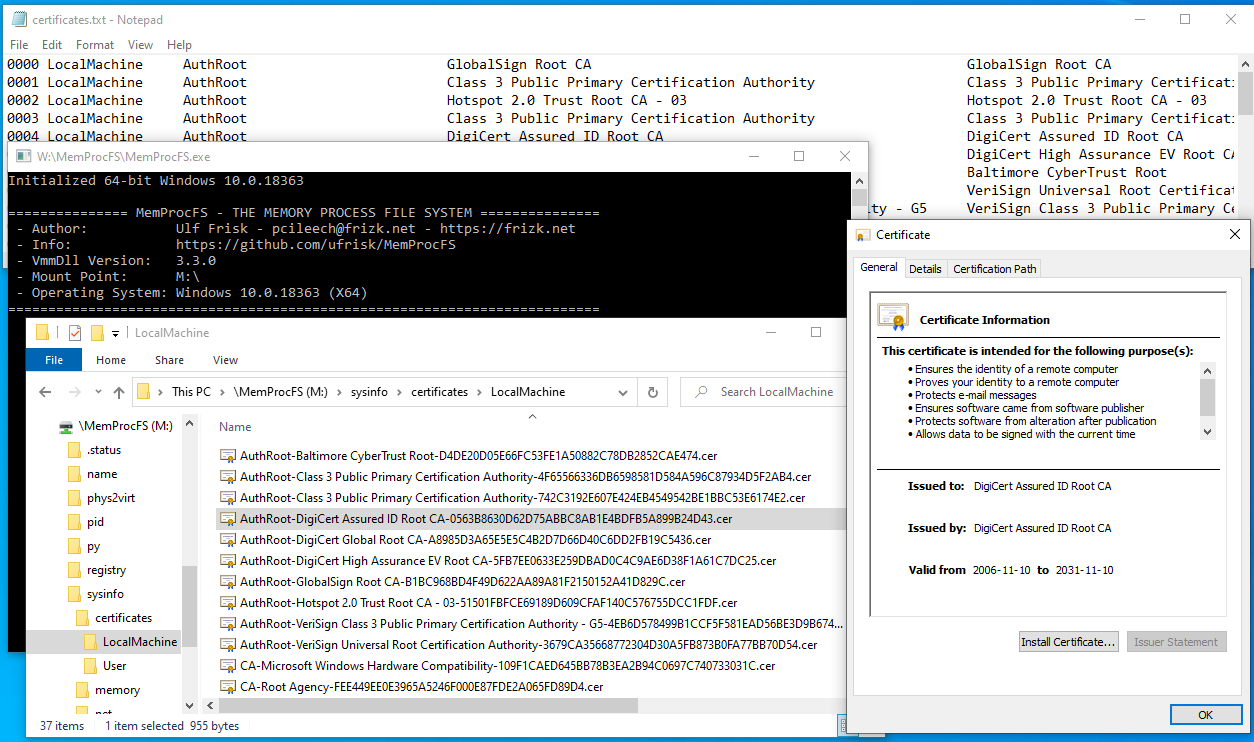 certificates.txt - Notepad
File Edit Format View Help
0000 LocalMachine AuthRoot GlobalSign Root CA GlobalSign Root CA
0001 LocalMachine AuthRoot Class 3 Public Primary Certification Authority Class 3 Public Primary Certificati
0002 LocalMachine AuthRoot Hotspot 2.0 Trust Root CA - 03 Hotspot 2.0 Trust Root CA - 03
0003 LocalMachine AuthRoot Class 3 Public Primary Certification Authority Class 3 Public Primary Certificati
0004 LocalMachine AuthRoot DigiCert Assured ID Root CA DigiCert Assured ID Root CA
DigiCert High Assurance EV Root CA
Baltimore CyberTrust Root
VeriSign Universal Root Certificat
ity - G5 VeriSign Class 3 Public Primary Ce
W:\MemProcFS\MemProcFS.exe
Initialized 64-bit Windows 10.0.18363
=============== MemProcFS - THE MEMORY PROCESS FILE SYSTEM ===============
- Author: Ulf Frisk - pcileech@frizk.net - https://frizk.net
- Info: https://github.com/ufrisk/MemProcFS
- VmmDll Version: 3.3.0
- Mount Point: M:\
- Operating System: Windows 10.0.18363 (X64)
==========================================================================
LocalMachine
File Home Share View
This PC > \MemProcFS (M:) > sysinfo > certificates > LocalMachine
Search LocalMachine
\MemProcFS (M:)
.status
name
phys2virt
pid
py
registry
sysinfo
certificates
LocalMachine
User
memory
net
Name
AuthRoot-Baltimore CyberTrust Root-D4DE20D05E66FC53FE1A50882C78DB2852CAE474.cer
AuthRoot-Class 3 Public Primary Certification Authority-4F65566336DB6598581D584A596C87934D5F2AB4.cer
AuthRoot-Class 3 Public Primary Certification Authority-742C3192E607E424EB4549542BE1BBC53E6174E2.cer
AuthRoot-DigiCert Assured ID Root CA-0563B8630D62D75ABBC8AB1E4BDFB5A899B24D43.cer
AuthRoot-DigiCert Global Root CA-A8985D3A65E5E5C4B2D7D66D40C6DD2FB19C5436.cer
AuthRoot-DigiCert High Assurance EV Root CA-5FB7EE0633E259DBAD0C4C9AE6D38F1A61C7DC25.cer
AuthRoot-GlobalSign Root CA-B1BC968BD4F49D622AA89A81F2150152A41D829C.cer
AuthRoot-Hotspot 2.0 Trust Root CA - 03-51501FBFCE69189D609CFAF140C576755DCC1FDF.cer
AuthRoot-VeriSign Class 3 Public Primary Certification Authority - G5-4EB6D578499B1CCF5F581EAD56BE3D9B674...
AuthRoot-VeriSign Universal Root Certification Authority-3679CA35668772304D30A5FB873B0FA77BB70D54.cer
CA-Microsoft Windows Hardware Compatibility-109F1CAED645BB78B3EA2B94C0697C740733031C.cer
CA-Root Agency-FEE449EE0E3965A5246F000E87FDE2A065FD89D4.cer
37 items 1 item selected 955 bytes
Certificate
General Details Certification Path
Certificate Information
This certificate is intended for the following purpose(s):
• Ensures the identity of a remote computer
• Proves your identity to a remote computer
• Protects e-mail messages
• Ensures software came from software publisher
• Protects software from alteration after publication
• Allows data to be signed with the current time
Issued to: DigiCert Assured ID Root CA
Issued by: DigiCert Assured ID Root CA
Valid from 2006-11-10 to 2031-11-10
Install Certificate... Issuer Statement
OK